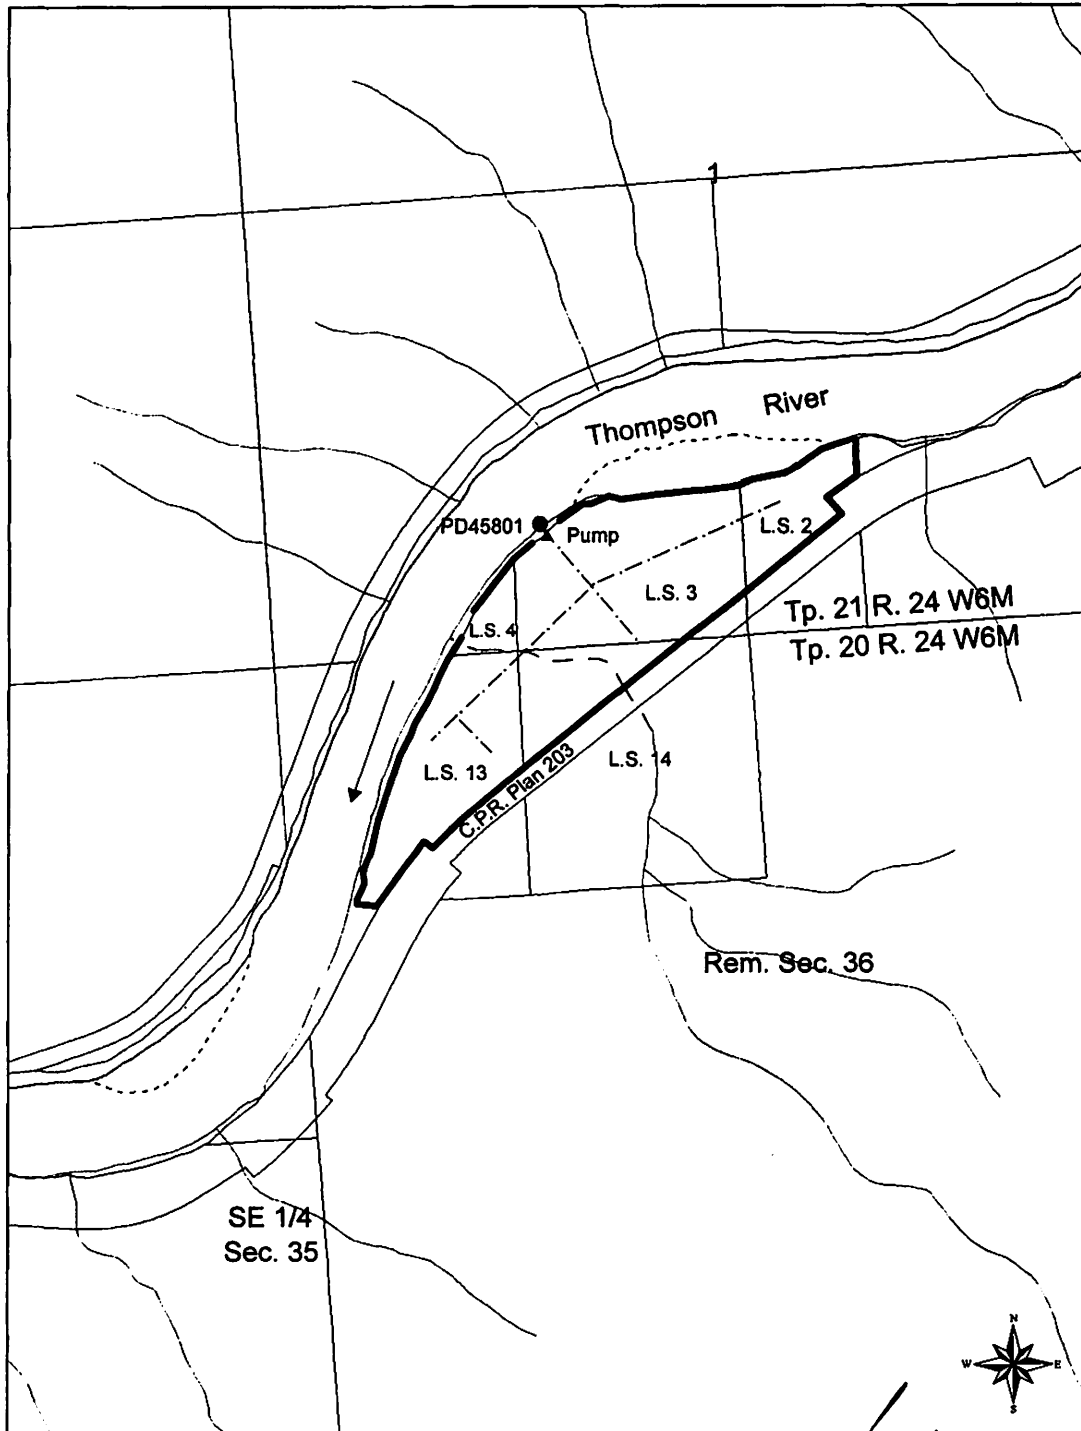 1
Thompson River
PD45801
Pump
L.S. 2
L.S. 3
Tp. 21 R. 24 W6M
L.S. 4
Tp. 20 R. 24 W6M
L.S. 13
C.P.R. Plan 203
L.S. 14
Rem. Sec. 36
SE 1/4
Sec. 35
N
W E
S